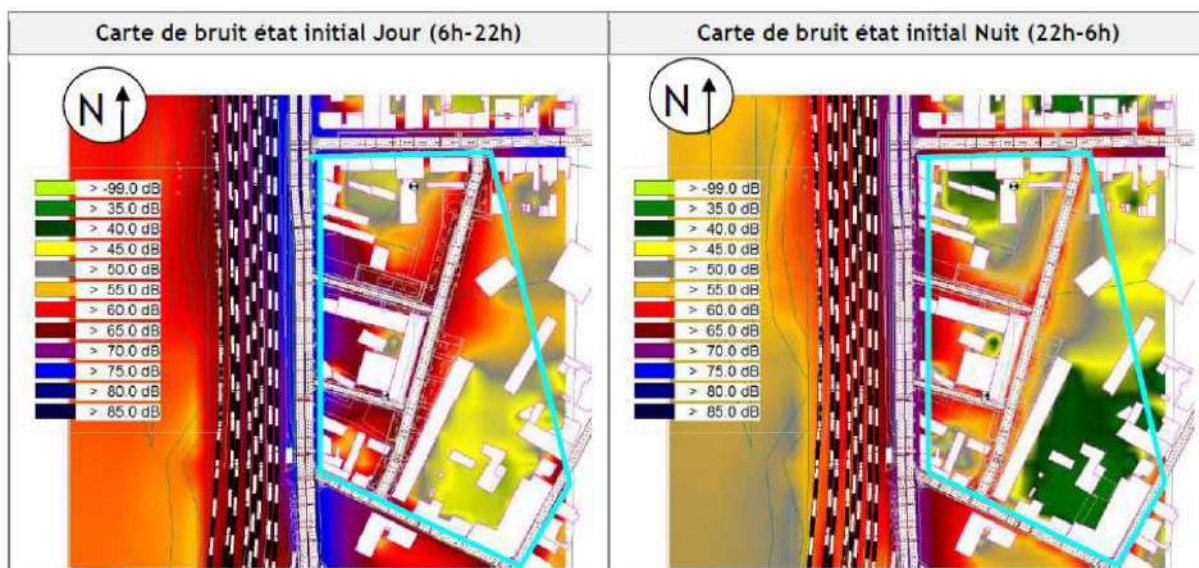 Carte de bruit état initial Jour (6h-22h)
Carte de bruit état initial Nuit (22h-6h)
N
> -99.0 dB
> 35.0 dB
> 40.0 dB
> 45.0 dB
> 50.0 dB
> 55.0 dB
> 60.0 dB
> 65.0 dB
> 70.0 dB
> 75.0 dB
> 80.0 dB
> 85.0 dB
N
> -99.0 dB
> 35.0 dB
> 40.0 dB
> 45.0 dB
> 50.0 dB
> 55.0 dB
> 60.0 dB
> 65.0 dB
> 70.0 dB
> 75.0 dB
> 80.0 dB
> 85.0 dB